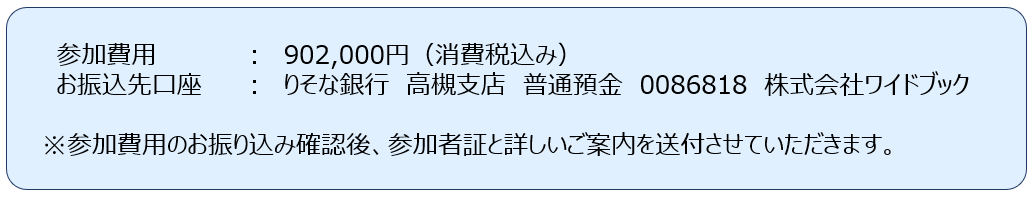 参加費用　　　：　902,000円（消費税込み）
お振込先口座　：　りそな銀行　高槻支店　普通預金　0086818　株式会社ワイドブック
※参加費用のお振り込み確認後、参加者証と詳しいご案内を送付させていただきます。